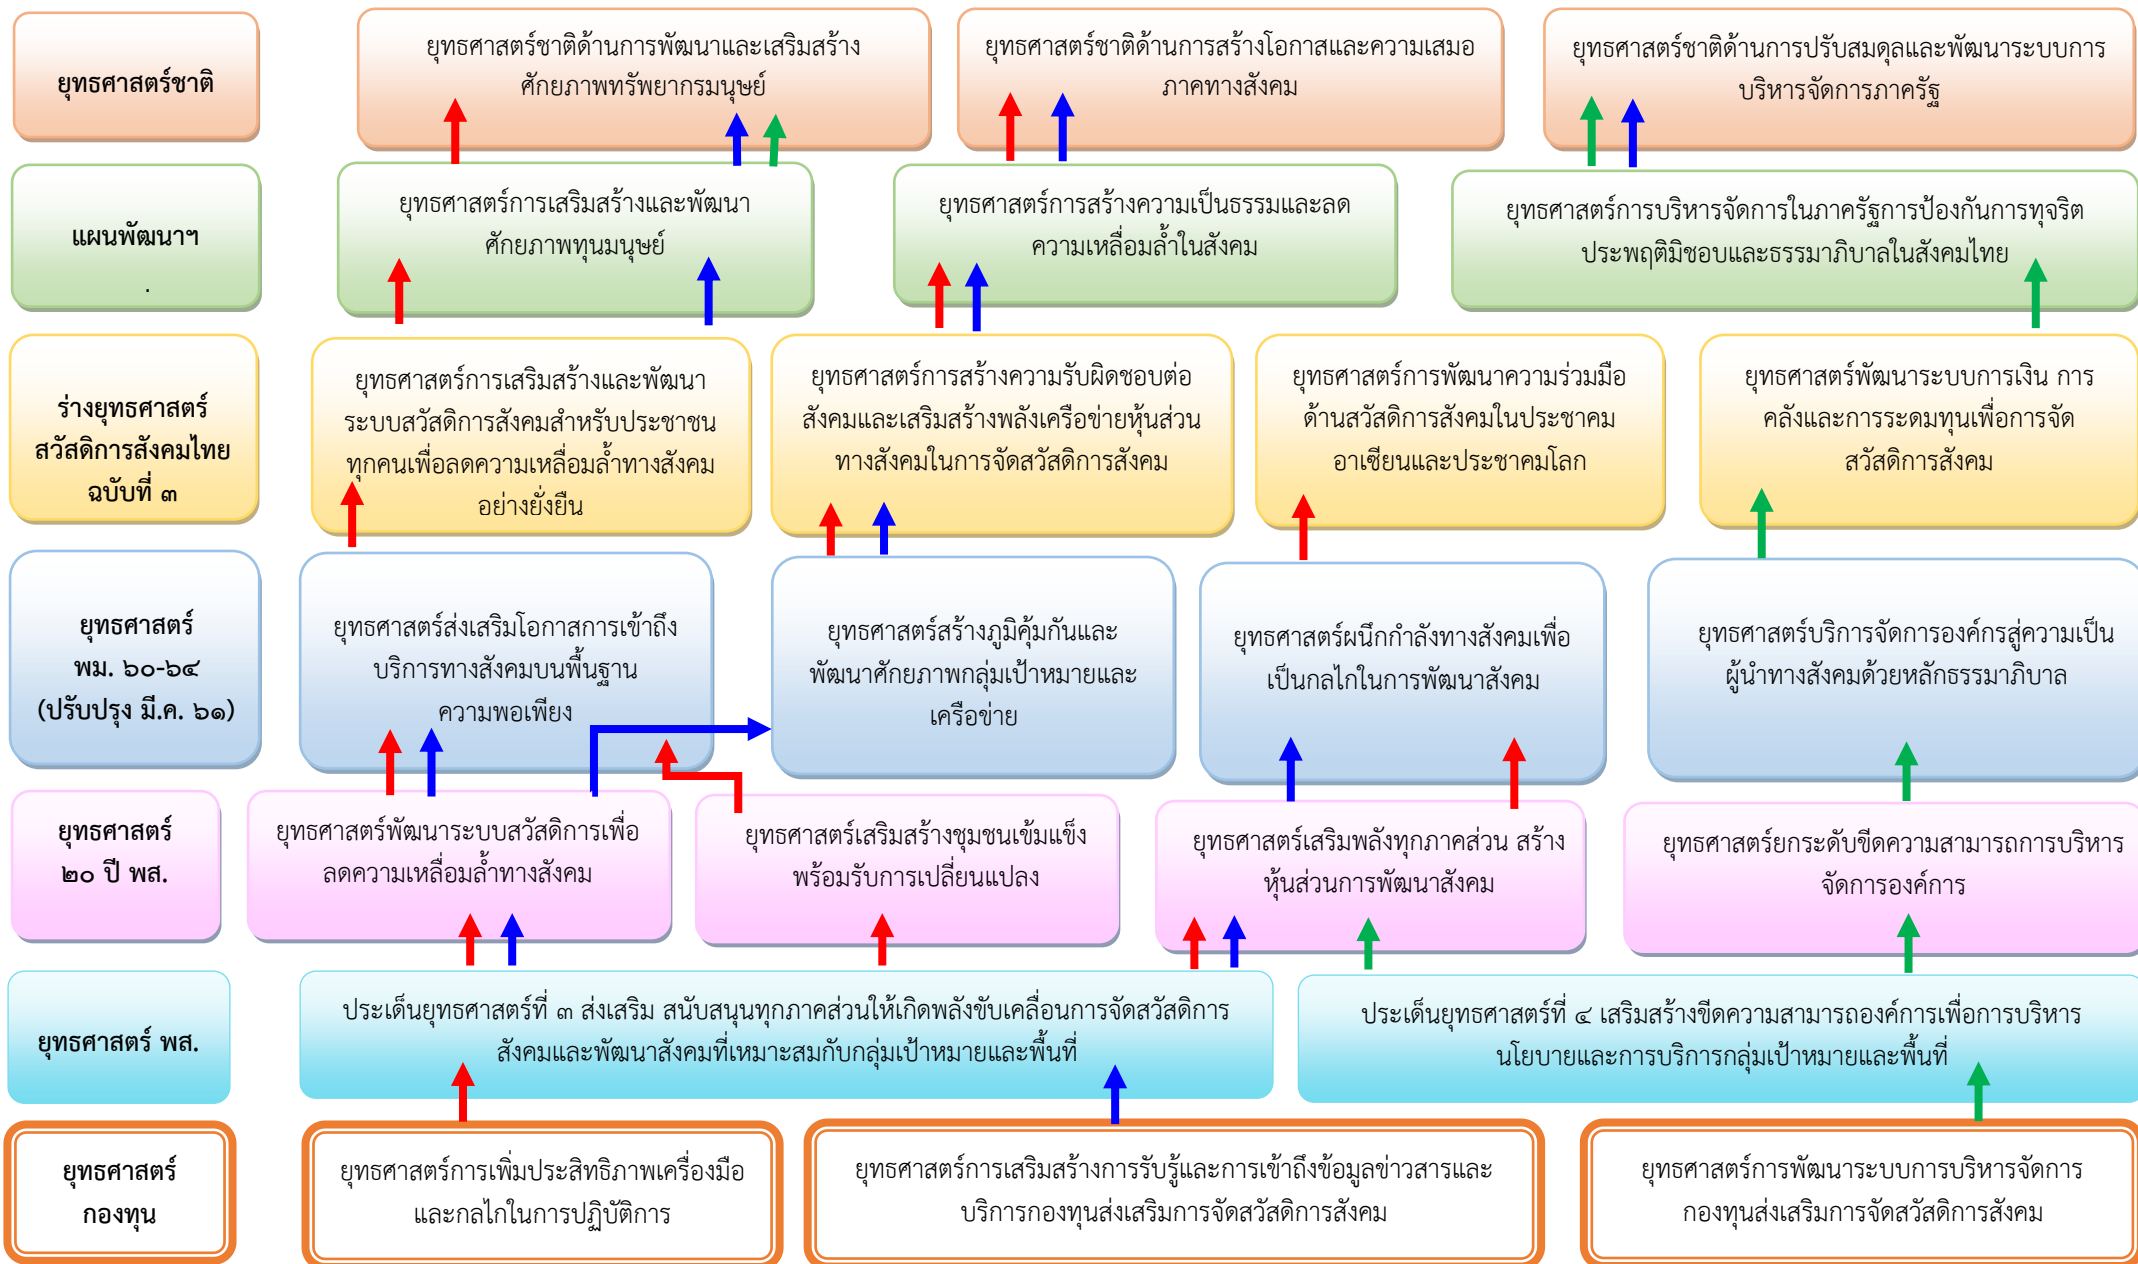 ยุทธศาสตร์ชาติ
ยุทธศาสตร์ชาติด้านการพัฒนาและเสริมสร้าง
ศักยภาพทรัพยากรมนุษย์
ยุทธศาสตร์ชาติด้านการสร้างโอกาสและความเสมอ
ภาคทางสังคม
ยุทธศาสตร์ชาติด้านการปรับสมดุลและพัฒนาระบบการ
บริหารจัดการภาครัฐ
แผนพัฒนาฯ
.
ยุทธศาสตร์การเสริมสร้างและพัฒนา
ศักยภาพทุนมนุษย์
ยุทธศาสตร์การสร้างความเป็นธรรมและลด
ความเหลื่อมล้ำในสังคม
ยุทธศาสตร์การบริหารจัดการในภาครัฐการป้องกันการทุจริต
ประพฤติมิชอบและธรรมาภิบาลในสังคมไทย
ร่างยุทธศาสตร์
สวัสดิการสังคมไทย
ฉบับที่ ๓
ยุทธศาสตร์การเสริมสร้างและพัฒนา
ระบบสวัสดิการสังคมสำหรับประชาชน
ทุกคนเพื่อลดความเหลื่อมล้ำทางสังคม
อย่างยั่งยืน
ยุทธศาสตร์การสร้างความรับผิดชอบต่อ
สังคมและเสริมสร้างพลังเครือข่ายหุ้นส่วน
ทางสังคมในการจัดสวัสดิการสังคม
ยุทธศาสตร์การพัฒนาความร่วมมือ
ด้านสวัสดิการสังคมในประชาคม
อาเซียนและประชาคมโลก
ยุทธศาสตร์พัฒนาระบบการเงิน การ
คลังและการระดมทุนเพื่อการจัด
สวัสดิการสังคม
ยุทธศาสตร์
พม. ๖๐-๖๔
(ปรับปรุง มี.ค. ๖๑)
ยุทธศาสตร์ส่งเสริมโอกาสการเข้าถึง
บริการทางสังคมบนพื้นฐาน
ความพอเพียง
ยุทธศาสตร์สร้างภูมิคุ้มกันและ
พัฒนาศักยภาพกลุ่มเป้าหมายและ
เครือข่าย
ยุทธศาสตร์ผนึกกำลังทางสังคมเพื่อ
เป็นกลไกในการพัฒนาสังคม
ยุทธศาสตร์บริการจัดการองค์กรสู่ความเป็น
ผู้นำทางสังคมด้วยหลักธรรมาภิบาล
ยุทธศาสตร์
๒๐ ปี พส.
ยุทธศาสตร์พัฒนาระบบสวัสดิการเพื่อ
ลดความเหลื่อมล้ำทางสังคม
ยุทธศาสตร์เสริมสร้างชุมชนเข้มแข็ง
พร้อมรับการเปลี่ยนแปลง
ยุทธศาสตร์เสริมพลังทุกภาคส่วน สร้าง
หุ้นส่วนการพัฒนาสังคม
ยุทธศาสตร์ยกระดับขีดความสามารถการบริหาร
จัดการองค์การ
ยุทธศาสตร์ พส.
ประเด็นยุทธศาสตร์ที่ ๓ ส่งเสริม สนับสนุนทุกภาคส่วนให้เกิดพลังขับเคลื่อนการจัดสวัสดิการ
สังคมและพัฒนาสังคมที่เหมาะสมกับกลุ่มเป้าหมายและพื้นที่
ประเด็นยุทธศาสตร์ที่ ๔ เสริมสร้างขีดความสามารถองค์การเพื่อการบริหาร
นโยบายและการบริการกลุ่มเป้าหมายและพื้นที่
ยุทธศาสตร์
กองทุน
ยุทธศาสตร์การเพิ่มประสิทธิภาพเครื่องมือ
และกลไกในการปฏิบัติการ
ยุทธศาสตร์การเสริมสร้างการรับรู้และการเข้าถึงข้อมูลข่าวสารและ
บริการกองทุนส่งเสริมการจัดสวัสดิการสังคม
ยุทธศาสตร์การพัฒนาระบบการบริหารจัดการ
กองทุนส่งเสริมการจัดสวัสดิการสังคม